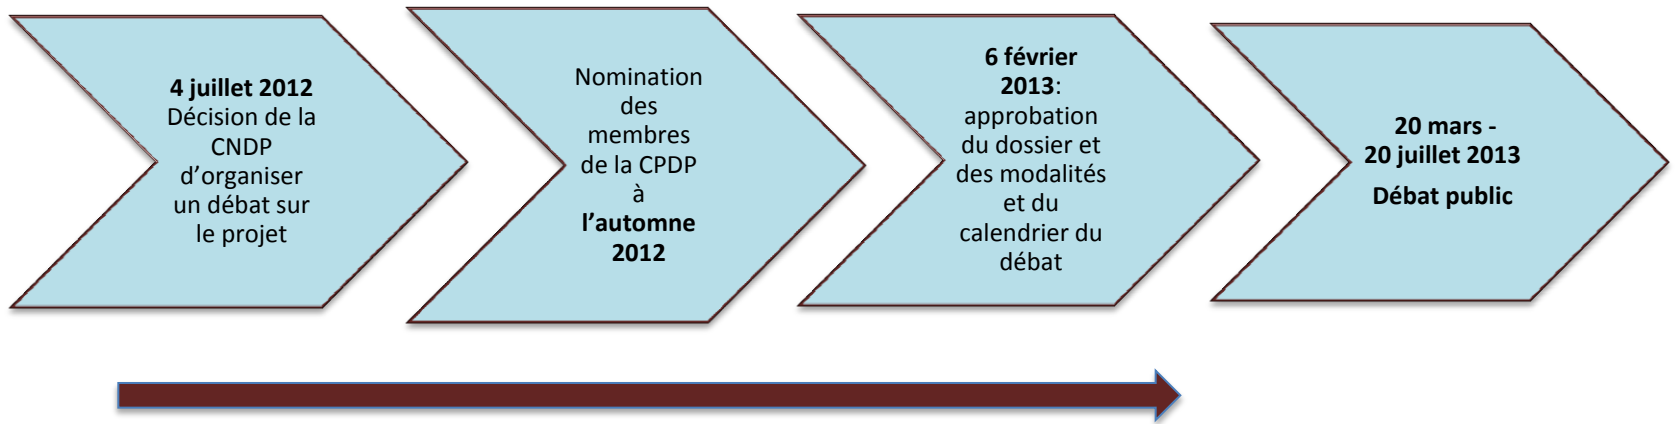 4 juillet 2012
Décision de la
CNDP
d’organiser
un débat sur
le projet
Nomination
des
membres
de la CPDP
à
l’automne
2012
6 février
2013:
approbation
du dossier et
des modalités
et du
calendrier du
débat
20 mars -
20 juillet 2013
Débat public